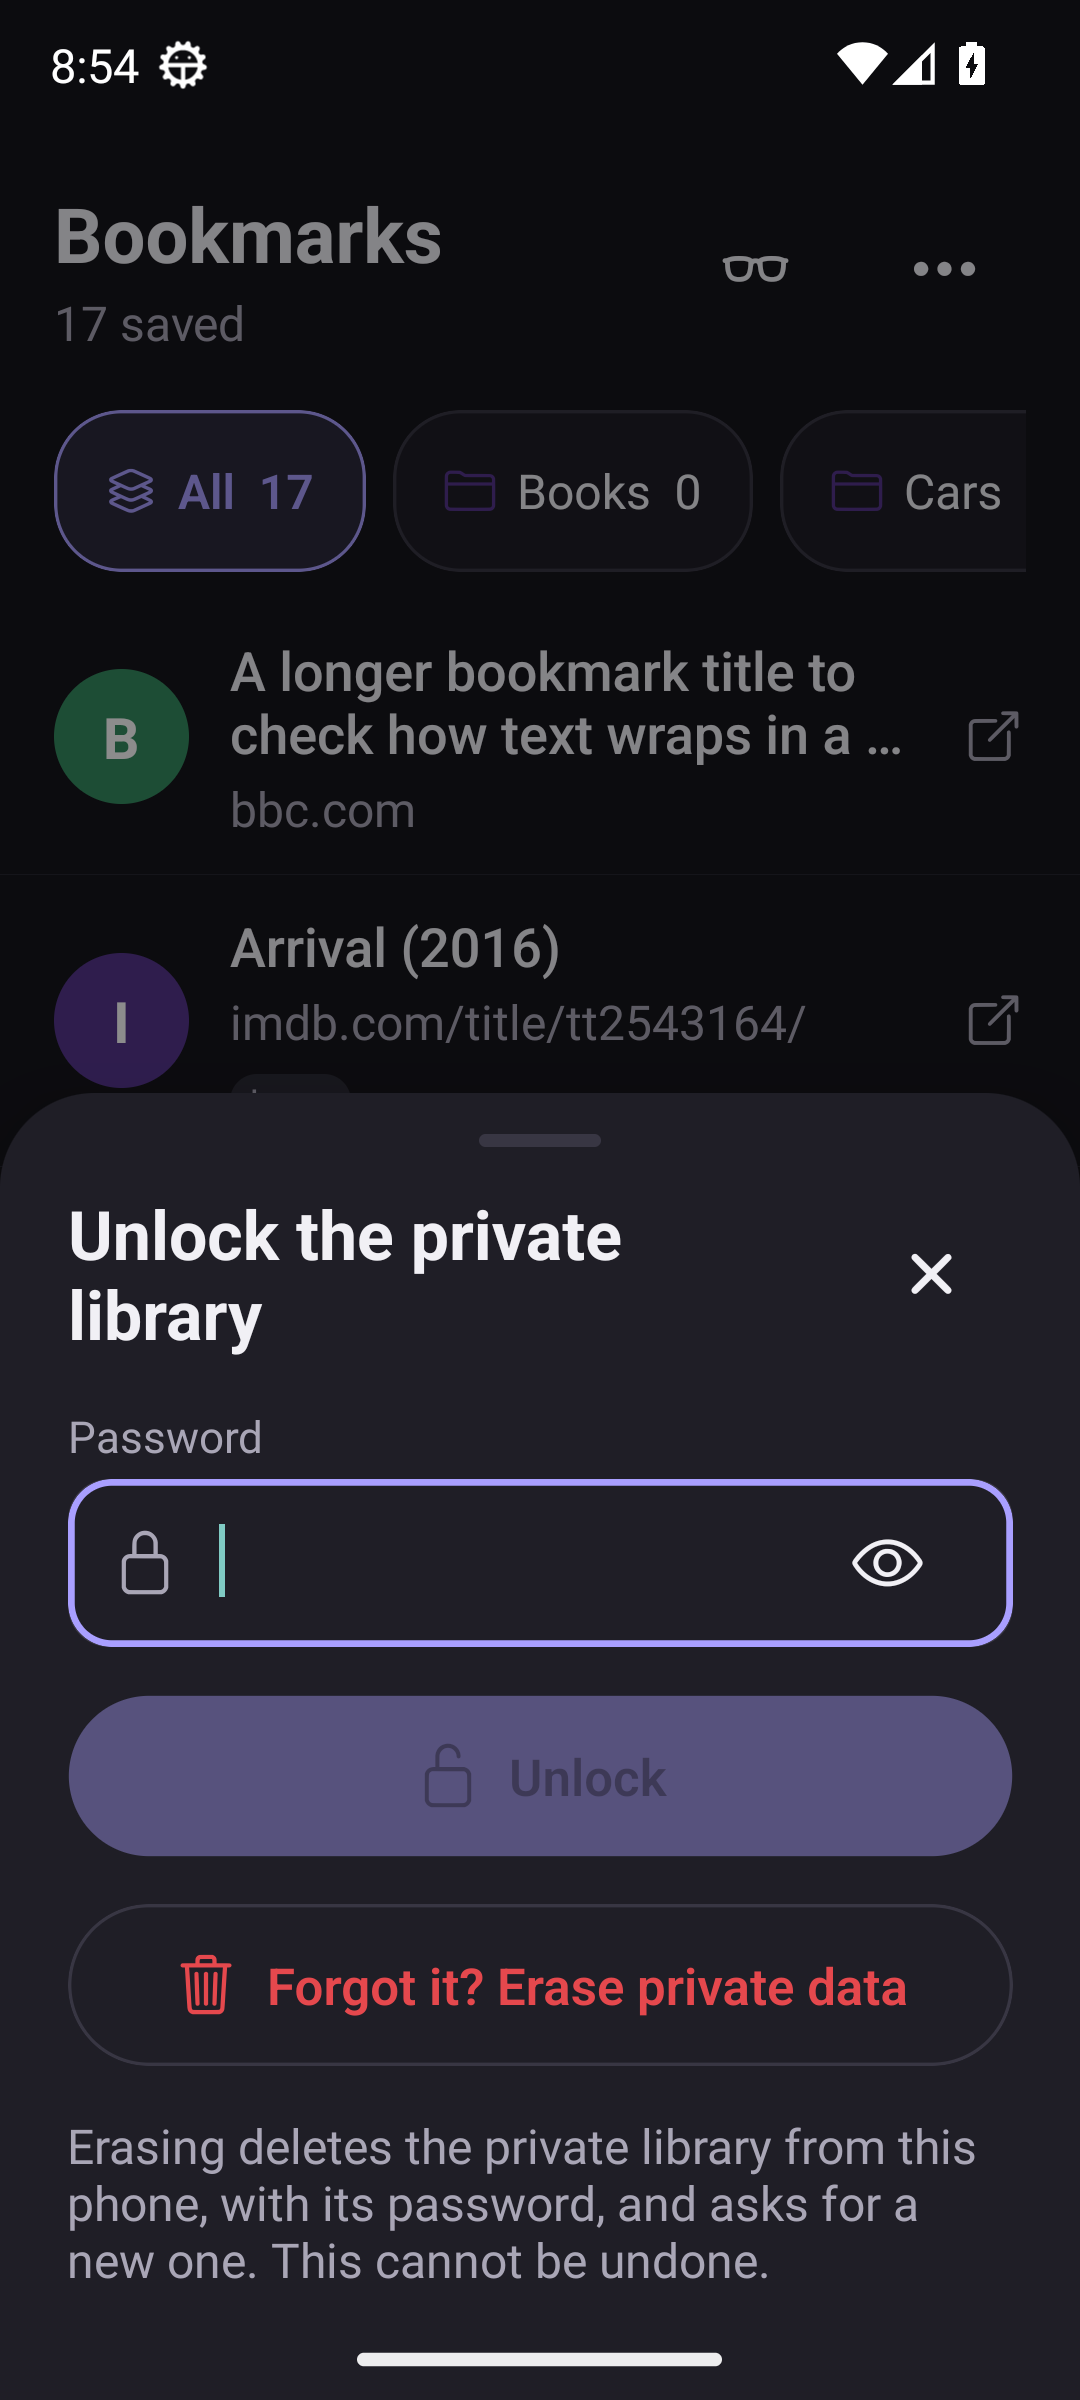 8:54
Bookmarks
17 saved
All 17
Books 0
Cars
B
A longer bookmark title to
check how text wraps in a ...
bbc.com
I
Arrival (2016)
imdb.com/title/tt2543164/
Unlock the private
library
Password
Unlock
Forgot it? Erase private data
Erasing deletes the private library from this
phone, with its password, and asks for a
new one. This cannot be undone.